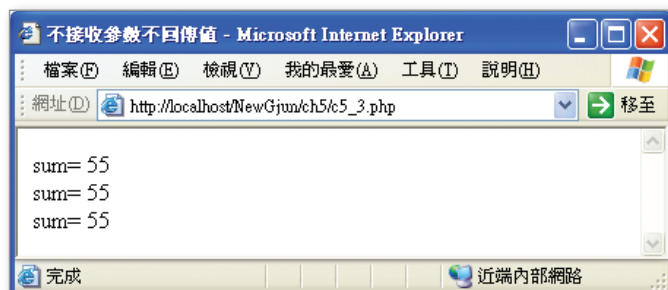 不接收參數不回傳值 - Microsoft Internet Explorer
檔案(F) 編輯(E) 檢視(V) 我的最愛(A) 工具(T) 說明(H)
網址(D) http://localhost/NewGjun/ch5/c5_3.php 移至
sum= 55
sum= 55
sum= 55
完成 近端內部網路